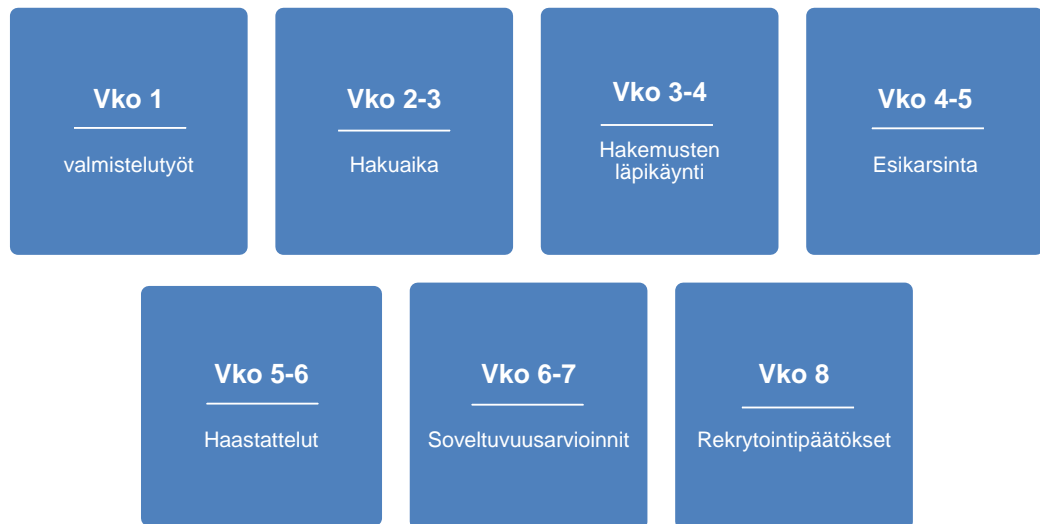 Vko 1
valmistelutyöt
Vko 2-3
Hakuaika
Vko 3-4
Hakemusten
läpikäynti
Vko 4-5
Esikarsinta
Vko 5-6
Haastattelut
Vko 6-7
Soveltuvuusarvioinnit
Vko 8
Rekrytointipäätökset